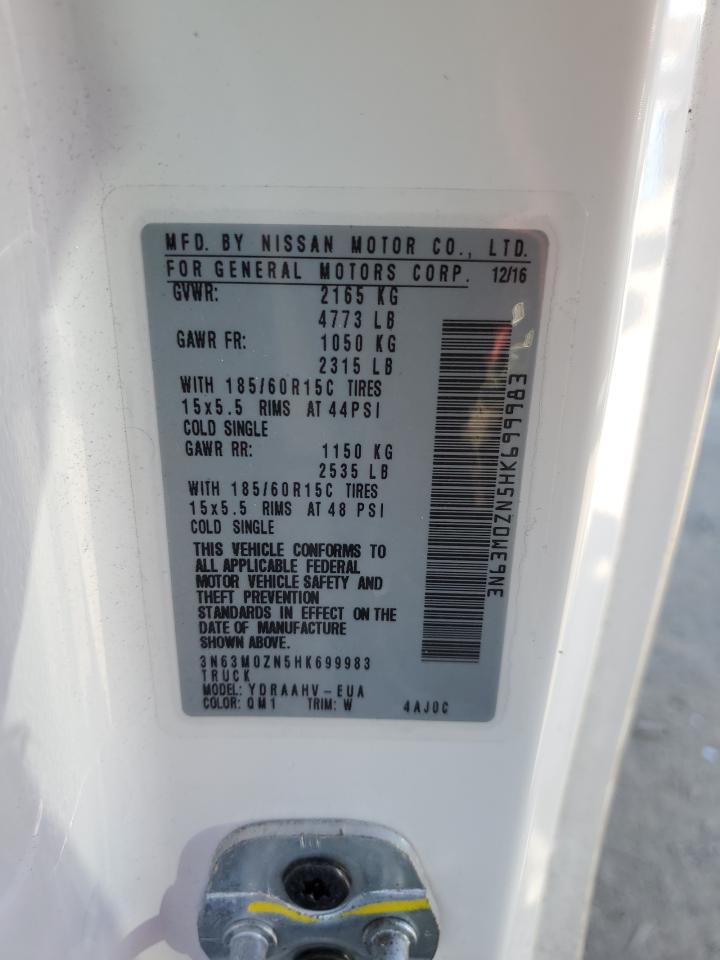 MFD. BY NISSAN MOTOR CO., LTD.
FOR GENERAL MOTORS CORP. 12/16
GVWR: 2165 KG
4773 LB
GAWR FR: 1050 KG
2315 LB
WITH 185/60R15C TIRES
15x5.5 RIMS AT 44PSI
COLD SINGLE
GAWR RR: 1150 KG
2535 LB
WITH 185/60R15C TIRES
15x5.5 RIMS AT 48 PSI
COLD SINGLE
THIS VEHICLE CONFORMS TO
ALL APPLICABLE FEDERAL
MOTOR VEHICLE SAFETY AND
THEFT PREVENTION
STANDARDS IN EFFECT ON THE
DATE OF MANUFACTURE
SHOWN ABOVE.
3N63M0ZN5HK699983
TRUCK
MODEL: YDRAAHV-EUA
COLOR: QM1 TRIM: W 4AJ0C
3N63M0ZN5HK699983